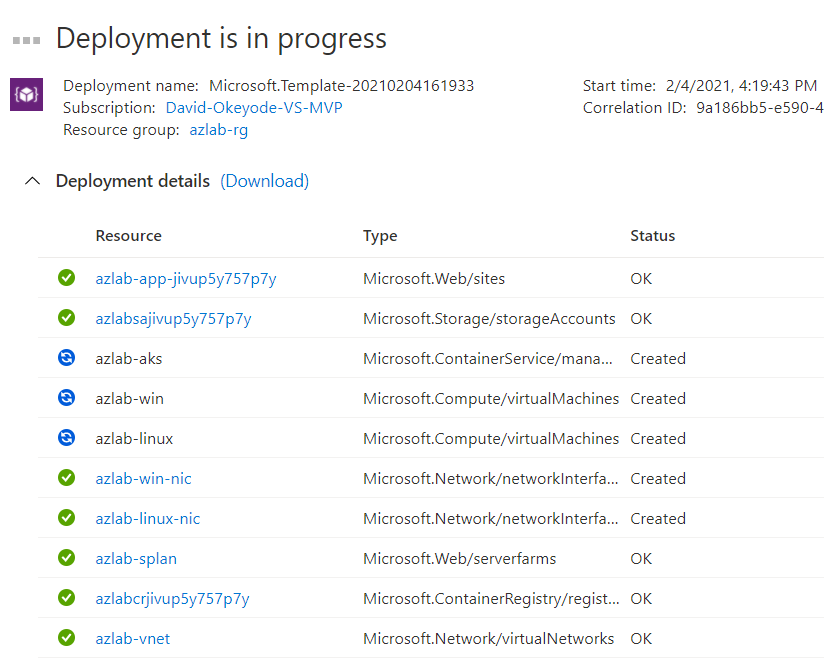 Deployment is in progress
Deployment name: Microsoft.Template-20210204161933 Start time: 2/4/2021, 4:19:43 PM
Subscription: David-Okeyode-VS-MVP Correlation ID: 9a186bb5-e590-4
Resource group: azlab-rg
Deployment details (Download)
Resource Type Status
azlab-app-jivup5y757p7y Microsoft.Web/sites OK
azlabsajivup5y757p7y Microsoft.Storage/storageAccounts OK
azlab-aks Microsoft.ContainerService/mana... Created
azlab-win Microsoft.Compute/virtualMachines Created
azlab-linux Microsoft.Compute/virtualMachines Created
azlab-win-nic Microsoft.Network/networkInterfa... Created
azlab-linux-nic Microsoft.Network/networkInterfa... Created
azlab-splan Microsoft.Web/serverfarms OK
azlabcrjivup5y757p7y Microsoft.ContainerRegistry/regist... OK
azlab-vnet Microsoft.Network/virtualNetworks OK